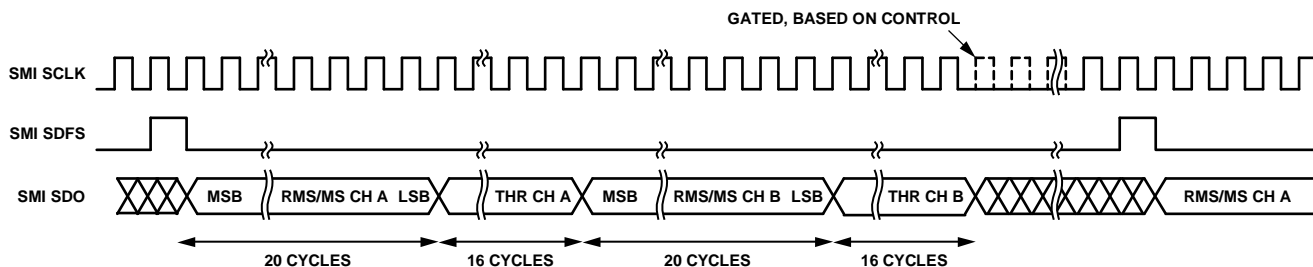 GATED, BASED ON CONTROL
SMI SCLK
SMI SDFS
SMI SDO
MSB
RMS/MS CH A LSB
THR CH A
MSB
RMS/MS CH B LSB
THR CH B
RMS/MS CH A
20 CYCLES
16 CYCLES
20 CYCLES
16 CYCLES